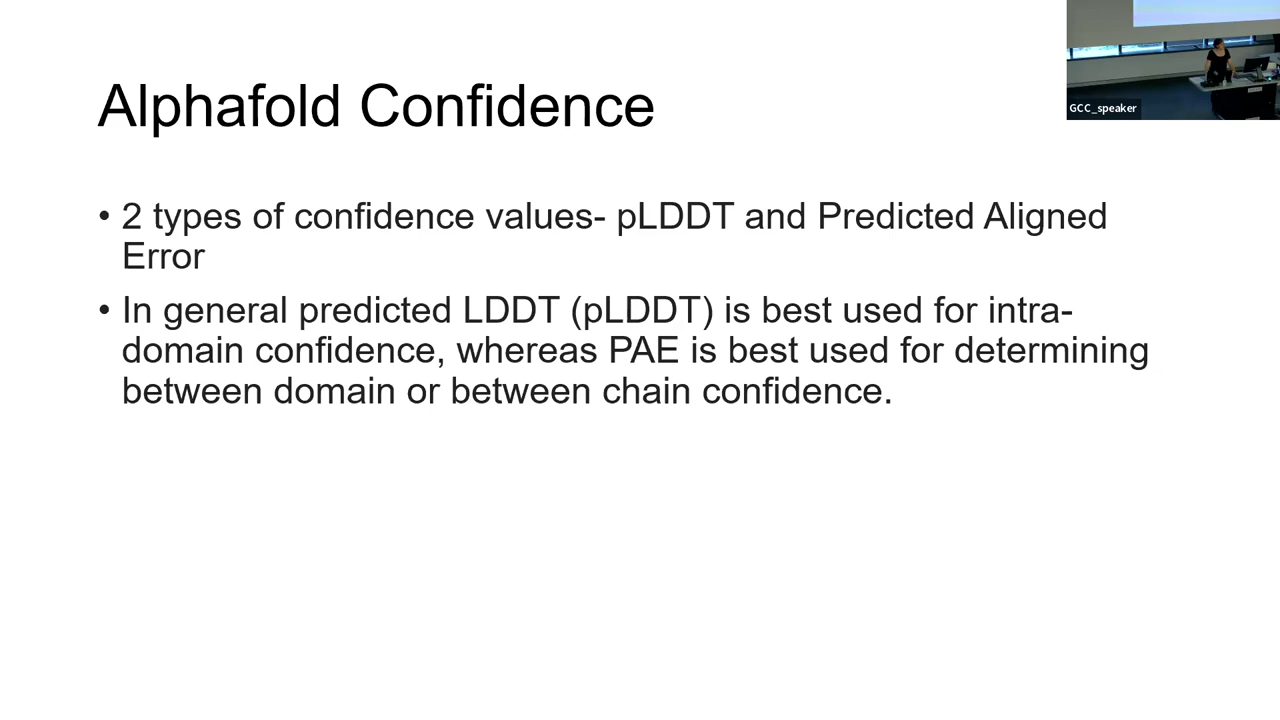 Alphafold Confidence
GCC_speaker
• 2 types of confidence values- pLDDT and Predicted Aligned
Error
• In general predicted LDDT (pLDDT) is best used for intra-
domain confidence, whereas PAE is best used for determining
between domain or between chain confidence.